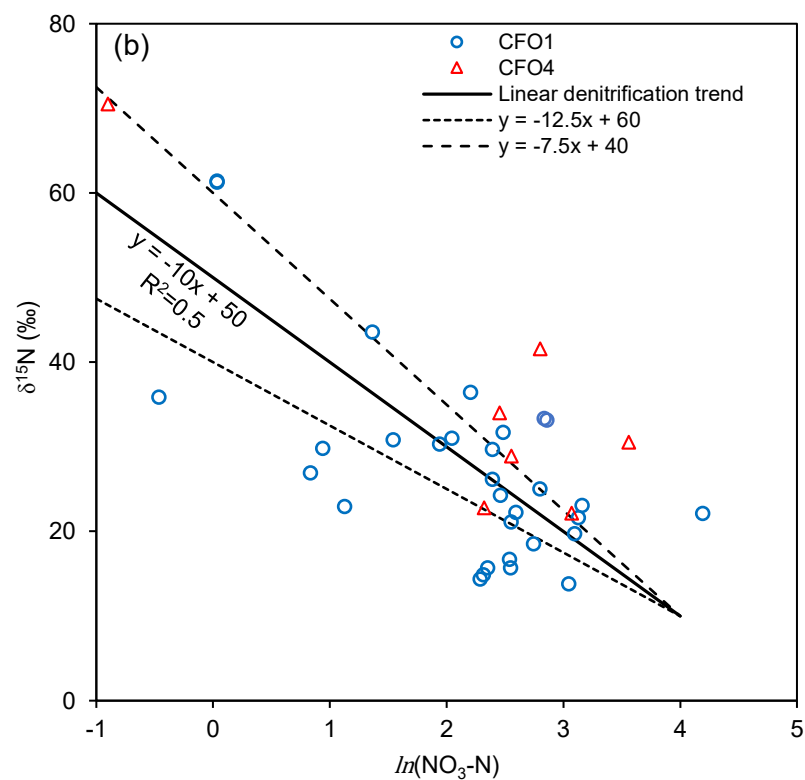 (b)
CFO1
CFO4
Linear denitrification trend
y = -12.5x + 60
y = -7.5x + 40
y = -10x + 50
R²=0.5
δ¹⁵N (‰)
80
60
40
20
0
-1 0 1 2 3 4 5
ln(NO₃-N)